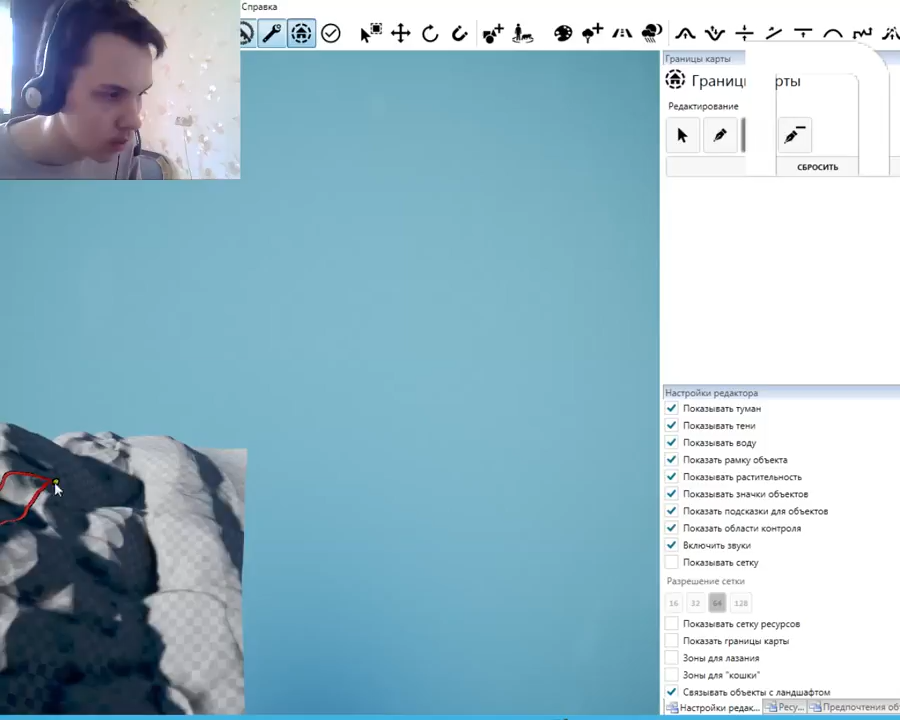 Справка
Границы карты
Границ рты
Редактирование
СБРОСИТЬ
Настройки редактора
Показывать туман
Показывать тени
Показывать воду
Показать рамку объекта
Показывать растительность
Показывать значки объектов
Показать подсказки для объектов
Показать области контроля
Включить звуки
Показывать сетку
Разрешение сетки
16 32 64 128
Показывать сетку ресурсов
Показать границы карты
Зоны для лазания
Зоны для "кошки"
Связывать объекты с ландшафтом
Настройки редак... Ресу... Предпочтения об